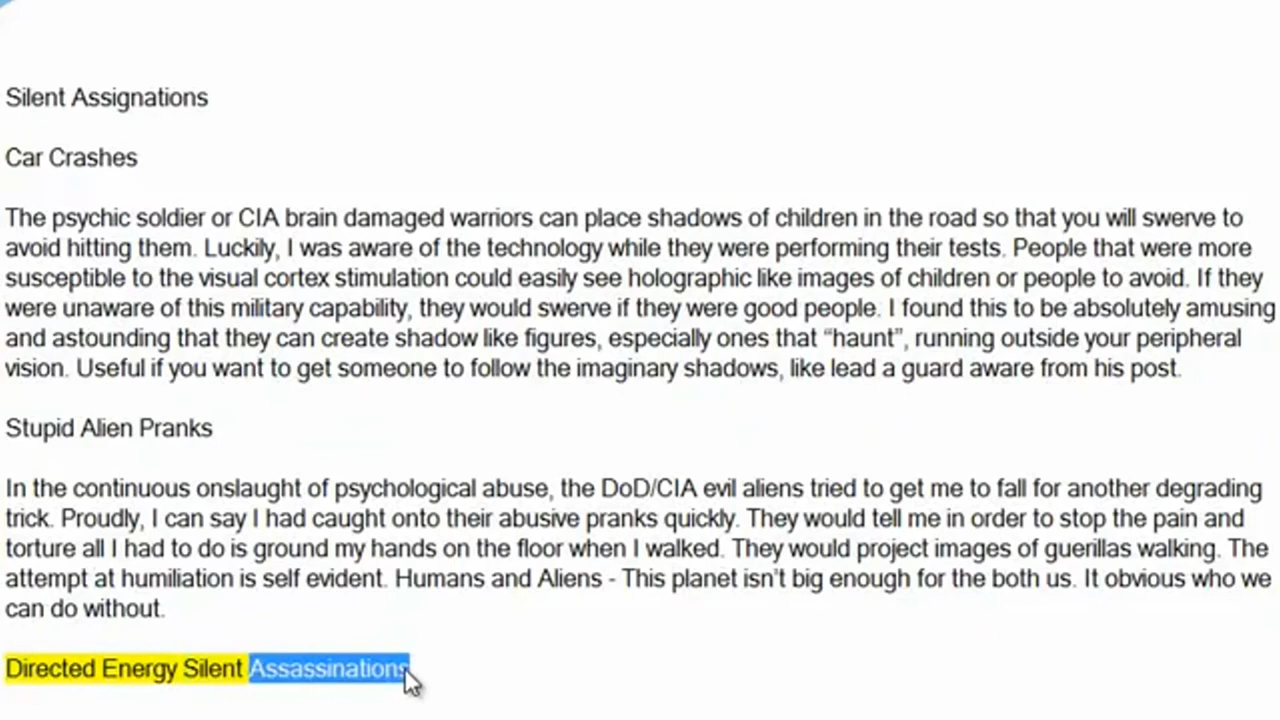 Silent Assignations
Car Crashes
The psychic soldier or CIA brain damaged warriors can place shadows of children in the road so that you will swerve to
avoid hitting them. Luckily, I was aware of the technology while they were performing their tests. People that were more
susceptible to the visual cortex stimulation could easily see holographic like images of children or people to avoid. If they
were unaware of this military capability, they would swerve if they were good people. I found this to be absolutely amusing
and astounding that they can create shadow like figures, especially ones that “haunt”, running outside your peripheral
vision. Useful if you want to get someone to follow the imaginary shadows, like lead a guard aware from his post.
Stupid Alien Pranks
In the continuous onslaught of psychological abuse, the DoD/CIA evil aliens tried to get me to fall for another degrading
trick. Proudly, I can say I had caught onto their abusive pranks quickly. They would tell me in order to stop the pain and
torture all I had to do is ground my hands on the floor when I walked. They would project images of guerillas walking. The
attempt at humiliation is self evident. Humans and Aliens - This planet isn’t big enough for the both us. It obvious who we
can do without.
Directed Energy Silent Assassinations